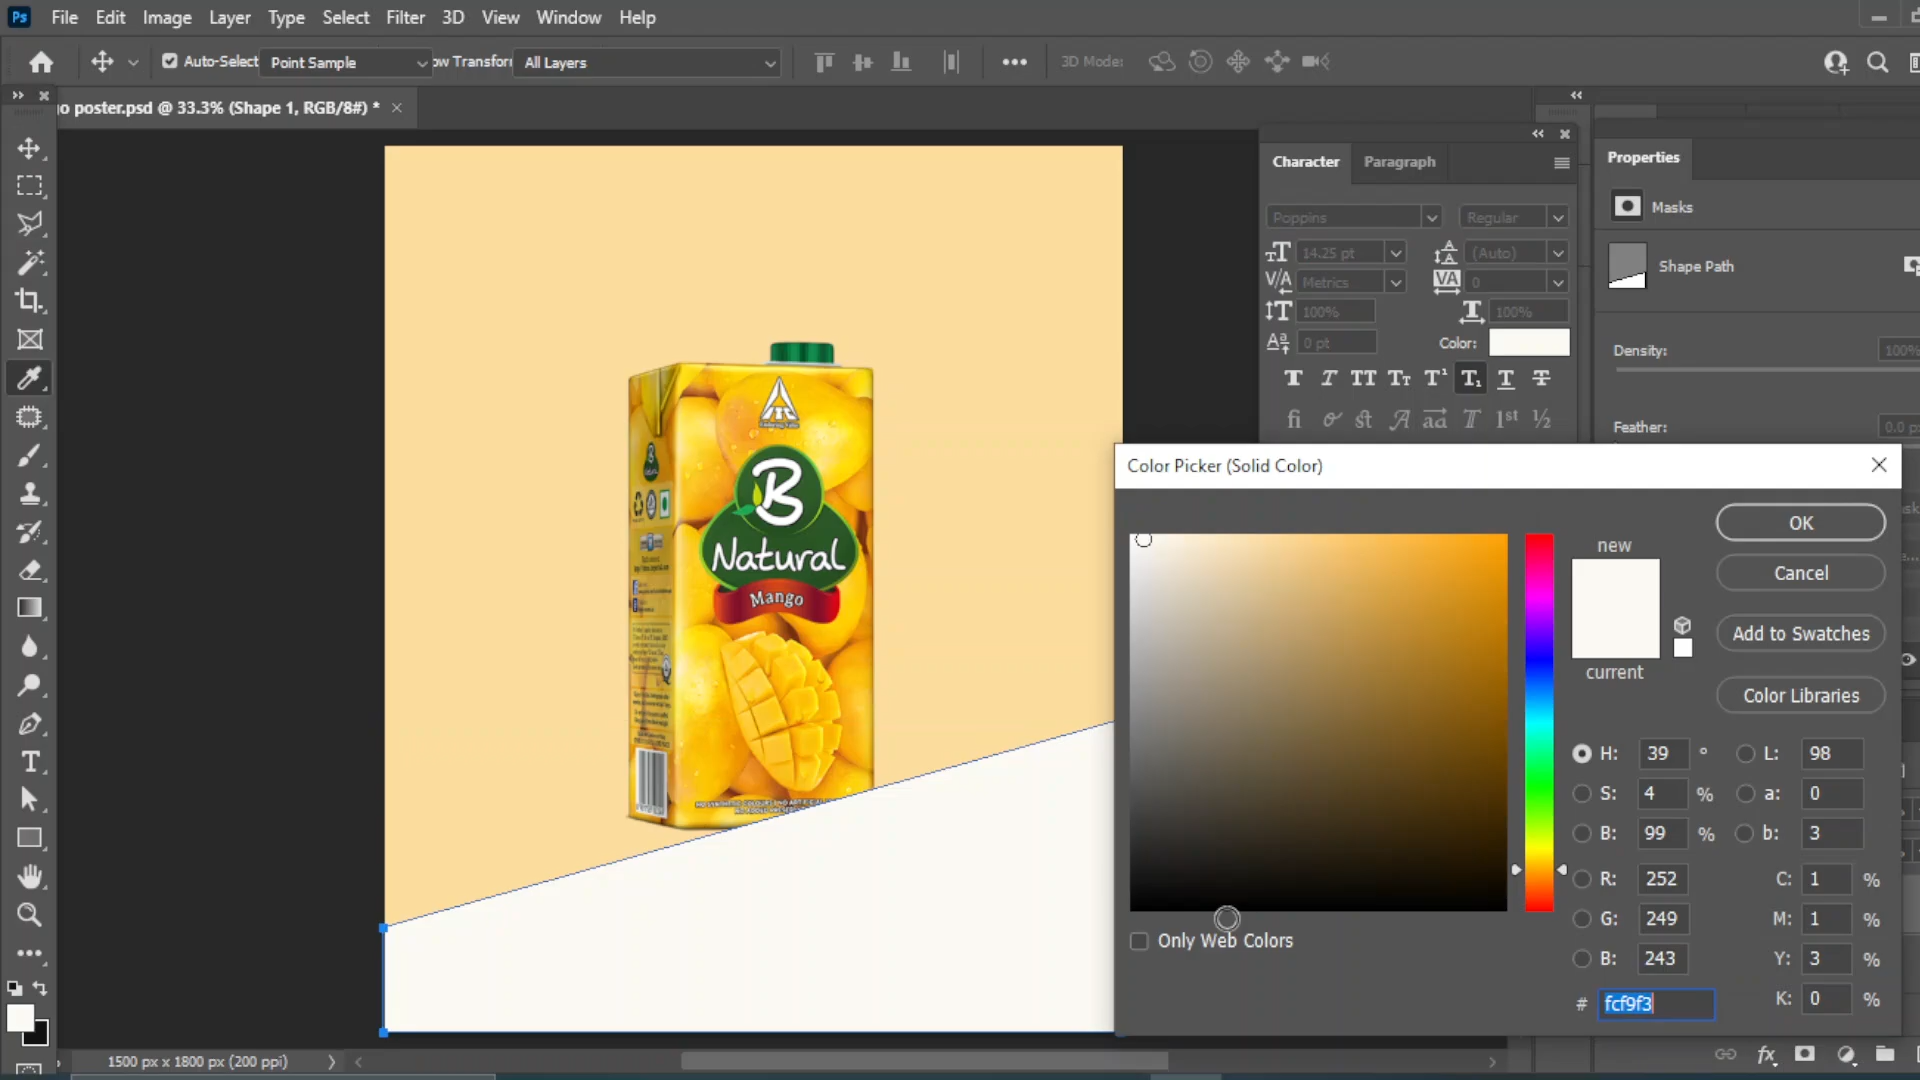 Ps File Edit Image Layer Type Select Filter 3D View Window Help
Auto-Select Point Sample ow Transfor All Layers 3D Mode:
go poster.psd @ 33.3% (Shape 1, RGB/8#) * ×
Character Paragraph
Properties
Poppins Regular
Masks
14.25 pt (Auto)
Metrics 0
Shape Path
100% 100%
0 pt Color:
Density: 100%
Feather: 0.0 p
B
Natural
Mango
Color Picker (Solid Color)
OK
new
Cancel
Add to Swatches
current
Color Libraries
H: 39 ° L: 98
S: 4 % a: 0
B: 99 % b: 3
R: 252 C: 1 %
G: 249 M: 1 %
B: 243 Y: 3 %
# fcf9f3 K: 0 %
Only Web Colors
1500 px x 1800 px (200 ppi)
fx